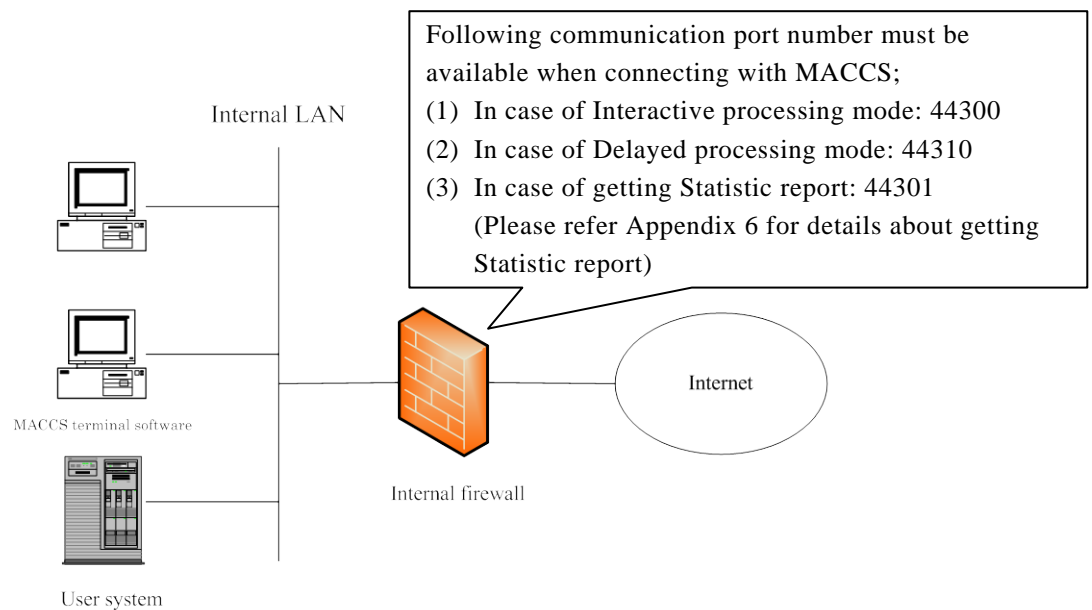 Following communication port number must be
available when connecting with MACCS;
(1) In case of Interactive processing mode: 44300
(2) In case of Delayed processing mode: 44310
(3) In case of getting Statistic report: 44301
(Please refer Appendix 6 for details about getting
Statistic report)
Internal LAN
MACCS terminal software
Internet
Internal firewall
User system